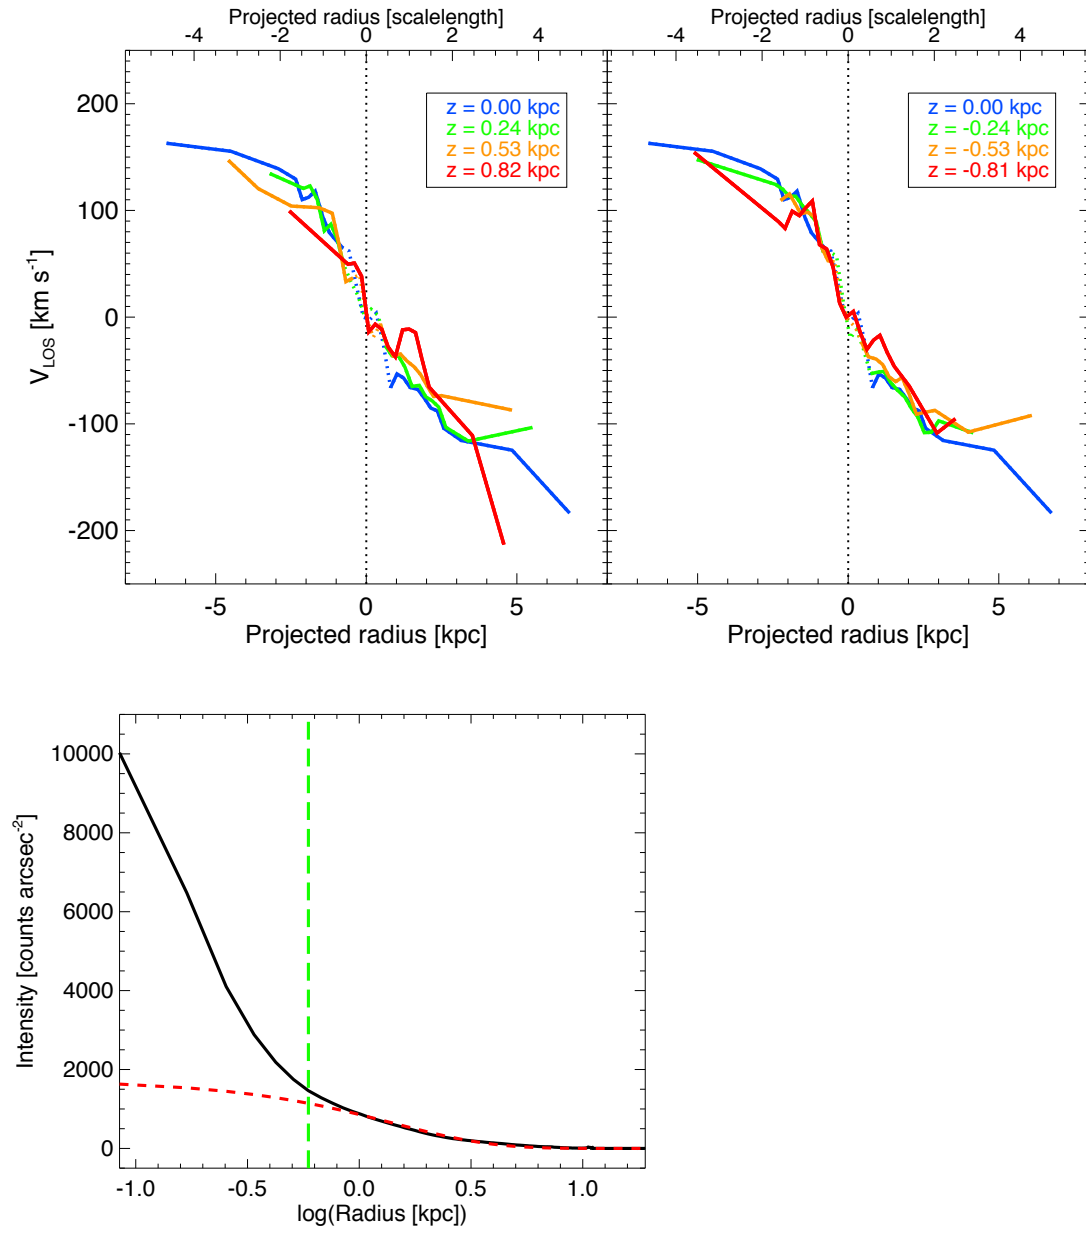 Projected radius [scalelength]
-4 -2 0 2 4
Projected radius [scalelength]
-4 -2 0 2 4
z = 0.00 kpc
z = 0.24 kpc
z = 0.53 kpc
z = 0.82 kpc
z = 0.00 kpc
z = -0.24 kpc
z = -0.53 kpc
z = -0.81 kpc
V_LOS [km s^-1]
200
100
0
-100
-200
-5 0 5
Projected radius [kpc]
-5 0 5
Projected radius [kpc]
Intensity [counts arcsec^-2]
10000
8000
6000
4000
2000
0
-1.0 -0.5 0.0 0.5 1.0
log(Radius [kpc])